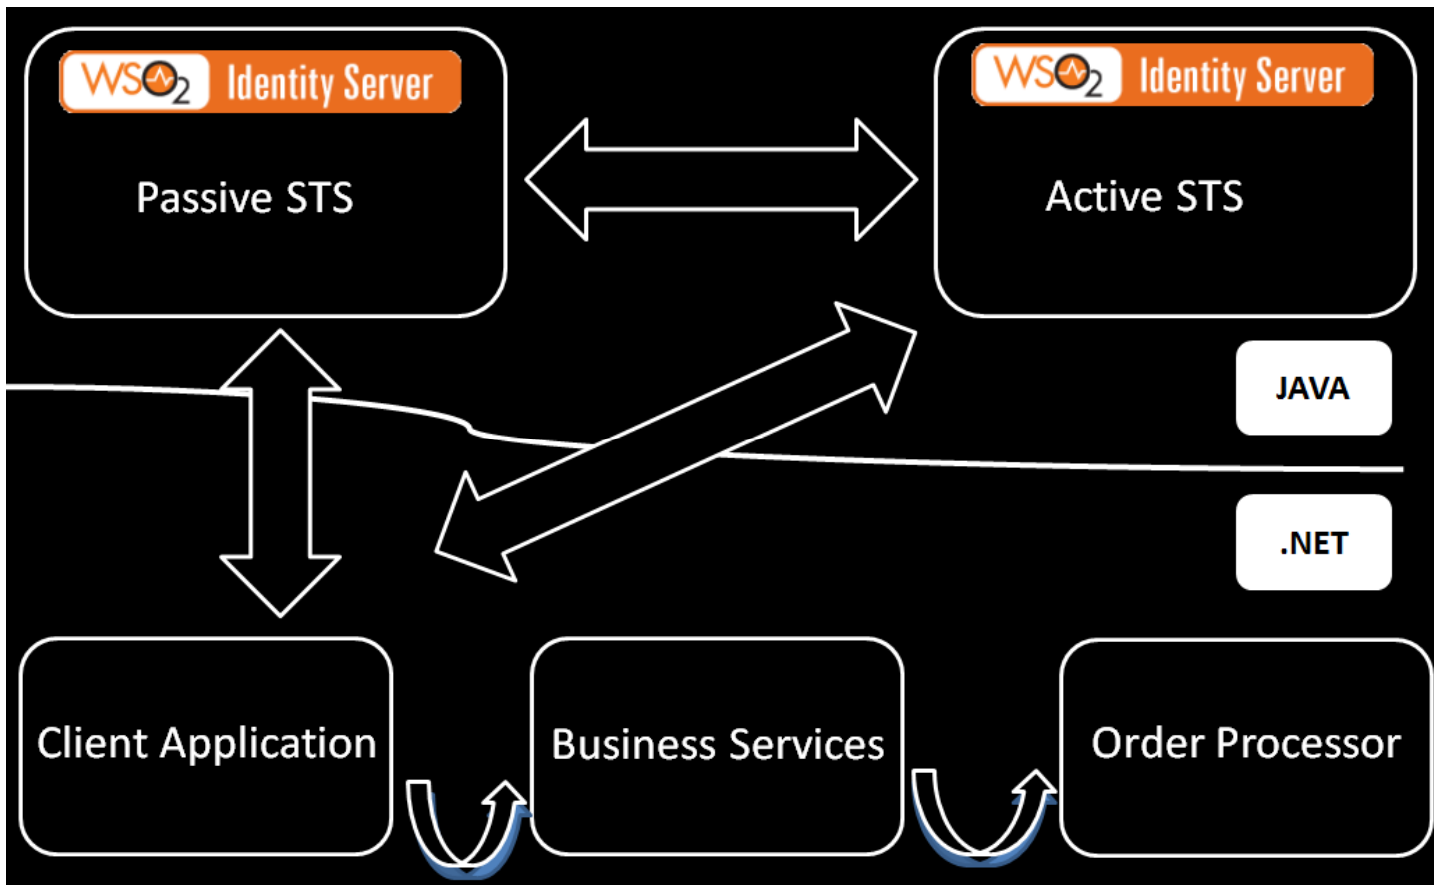 WSO2 Identity Server
WSO2 Identity Server
Passive STS
Active STS
JAVA
.NET
Client Application
Business Services
Order Processor